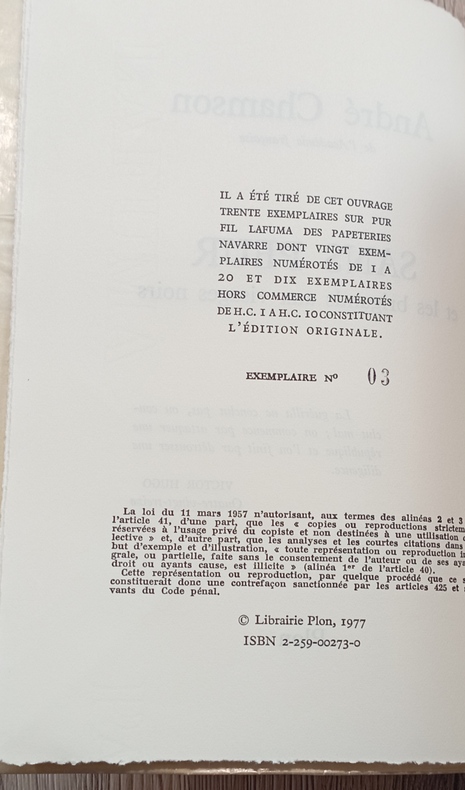 IL A ÉTÉ TIRÉ DE CET OUVRAGE
TRENTE EXEMPLAIRES SUR PUR
FIL LAFUMA DES PAPETERIES
NAVARRE DONT VINGT EXEM-
PLAIRES NUMÉROTÉS DE I A
20 ET DIX EXEMPLAIRES
HORS COMMERCE NUMÉROTÉS
DE H.C. I A H.C. 10 CONSTITUANT
L'ÉDITION ORIGINALE.
EXEMPLAIRE Nº 03
La loi du 11 mars 1957 n'autorisant, aux termes des alinéas 2 et 3
l'article 41, d'une part, que les « copies ou reproductions strictem
réservées à l'usage privé du copiste et non destinées à une utilisation
lective » et, d'autre part, que les analyses et les courtes citations dans
but d'exemple et d'illustration, « toute représentation ou reproduction in
grale, ou partielle, faite sans le consentement de l'auteur ou de ses aya
droit ou ayants cause, est illicite » (alinéa 1er de l'article 40).
Cette représentation ou reproduction, par quelque procédé que ce s
constituerait donc une contrefaçon sanctionnée par les articles 425 et
vants du Code pénal.
© Librairie Plon, 1977
ISBN 2-259-00273-0